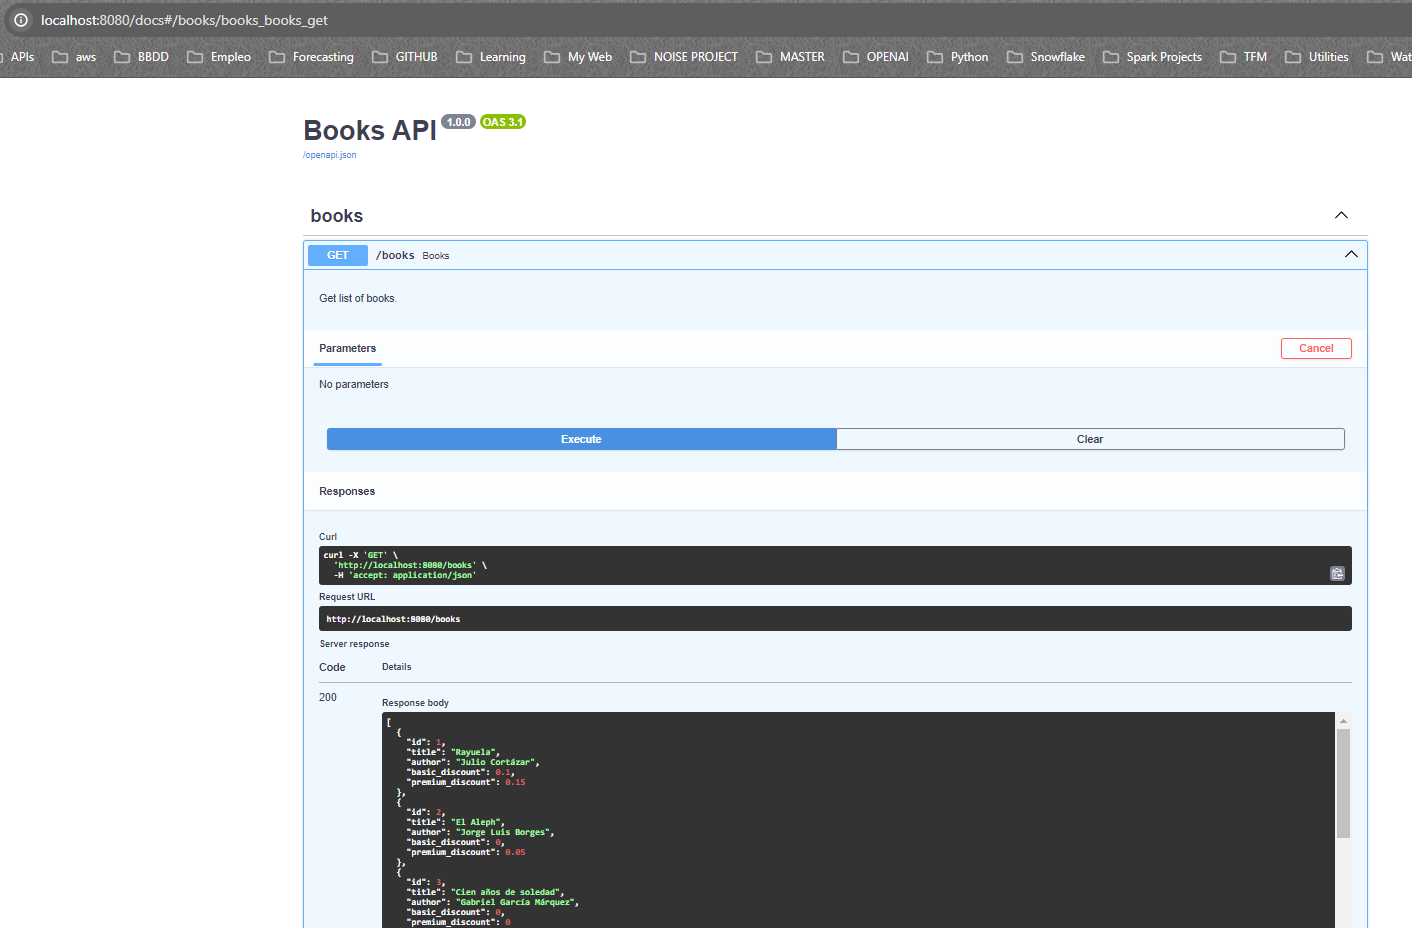 localhost:8080/docs#/books/books_books_get
APIs aws BBDD Empleo Forecasting GITHUB Learning My Web NOISE PROJECT MASTER OPENAI Python Snowflake Spark Projects TFM Utilities Wat
Books API 1.0.0 OAS 3.1
/openapi.json
books
GET /books Books
Get list of books.
Parameters Cancel
No parameters
Execute Clear
Responses
Curl
curl -X 'GET' \
'http://localhost:8080/books' \
-H 'accept: application/json'
Request URL
http://localhost:8080/books
Server response
Code Details
200
Response body
[
{
"id": 1,
"title": "Rayuela",
"author": "Julio Cortázar",
"basic_discount": 0.1,
"premium_discount": 0.15
},
{
"id": 2,
"title": "El Aleph",
"author": "Jorge Luis Borges",
"basic_discount": 0,
"premium_discount": 0.05
},
{
"id": 3,
"title": "Cien años de soledad",
"author": "Gabriel García Márquez",
"basic_discount": 0,
"premium_discount": 0